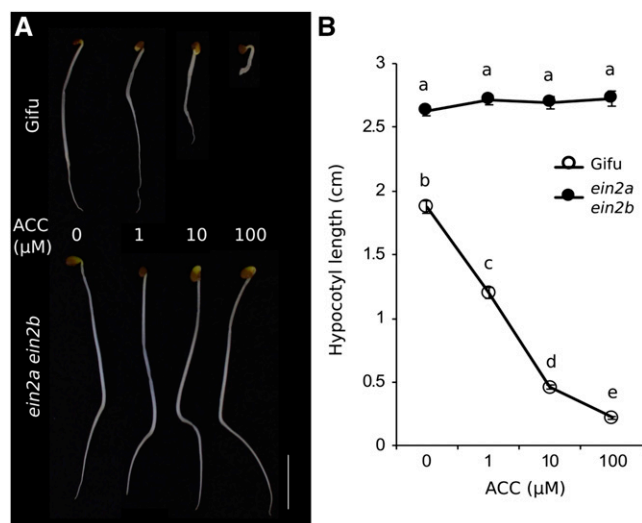 A
Gifu
ACC
(µM)
0 1 10 100
ein2a ein2b
B
Hypocotyl length (cm)
3
2.5
2
1.5
1
0.5
0
a a a a
b
c
d
e
Gifu
ein2a
ein2b
0 1 10 100
ACC (µM)